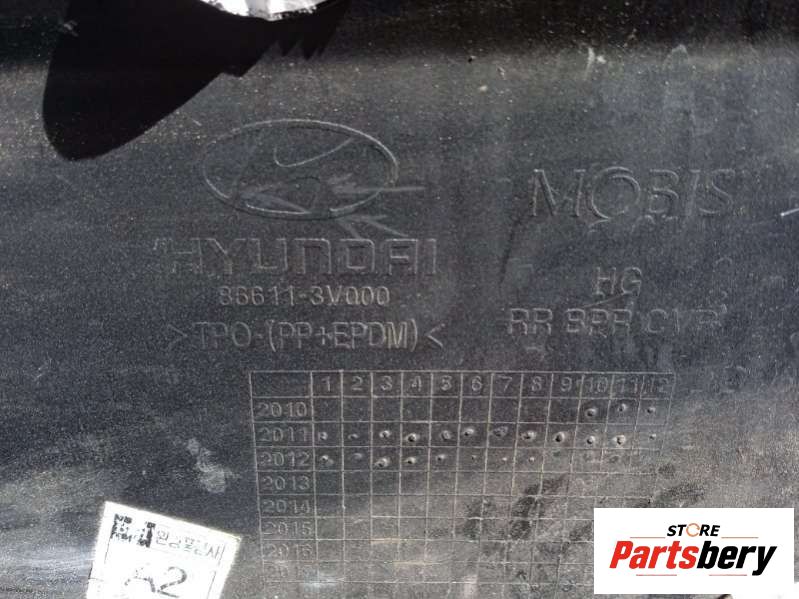 MOBIS
HYUNDAI
86611-3V000
HG
>TPO-(PP+EPDM)<
RR BPR CVR
1 2 3 4 5 6 7 8 9 10 11 12
2010
2011
2012
2013
2014
2015
2016
A2
STORE
Partsbery